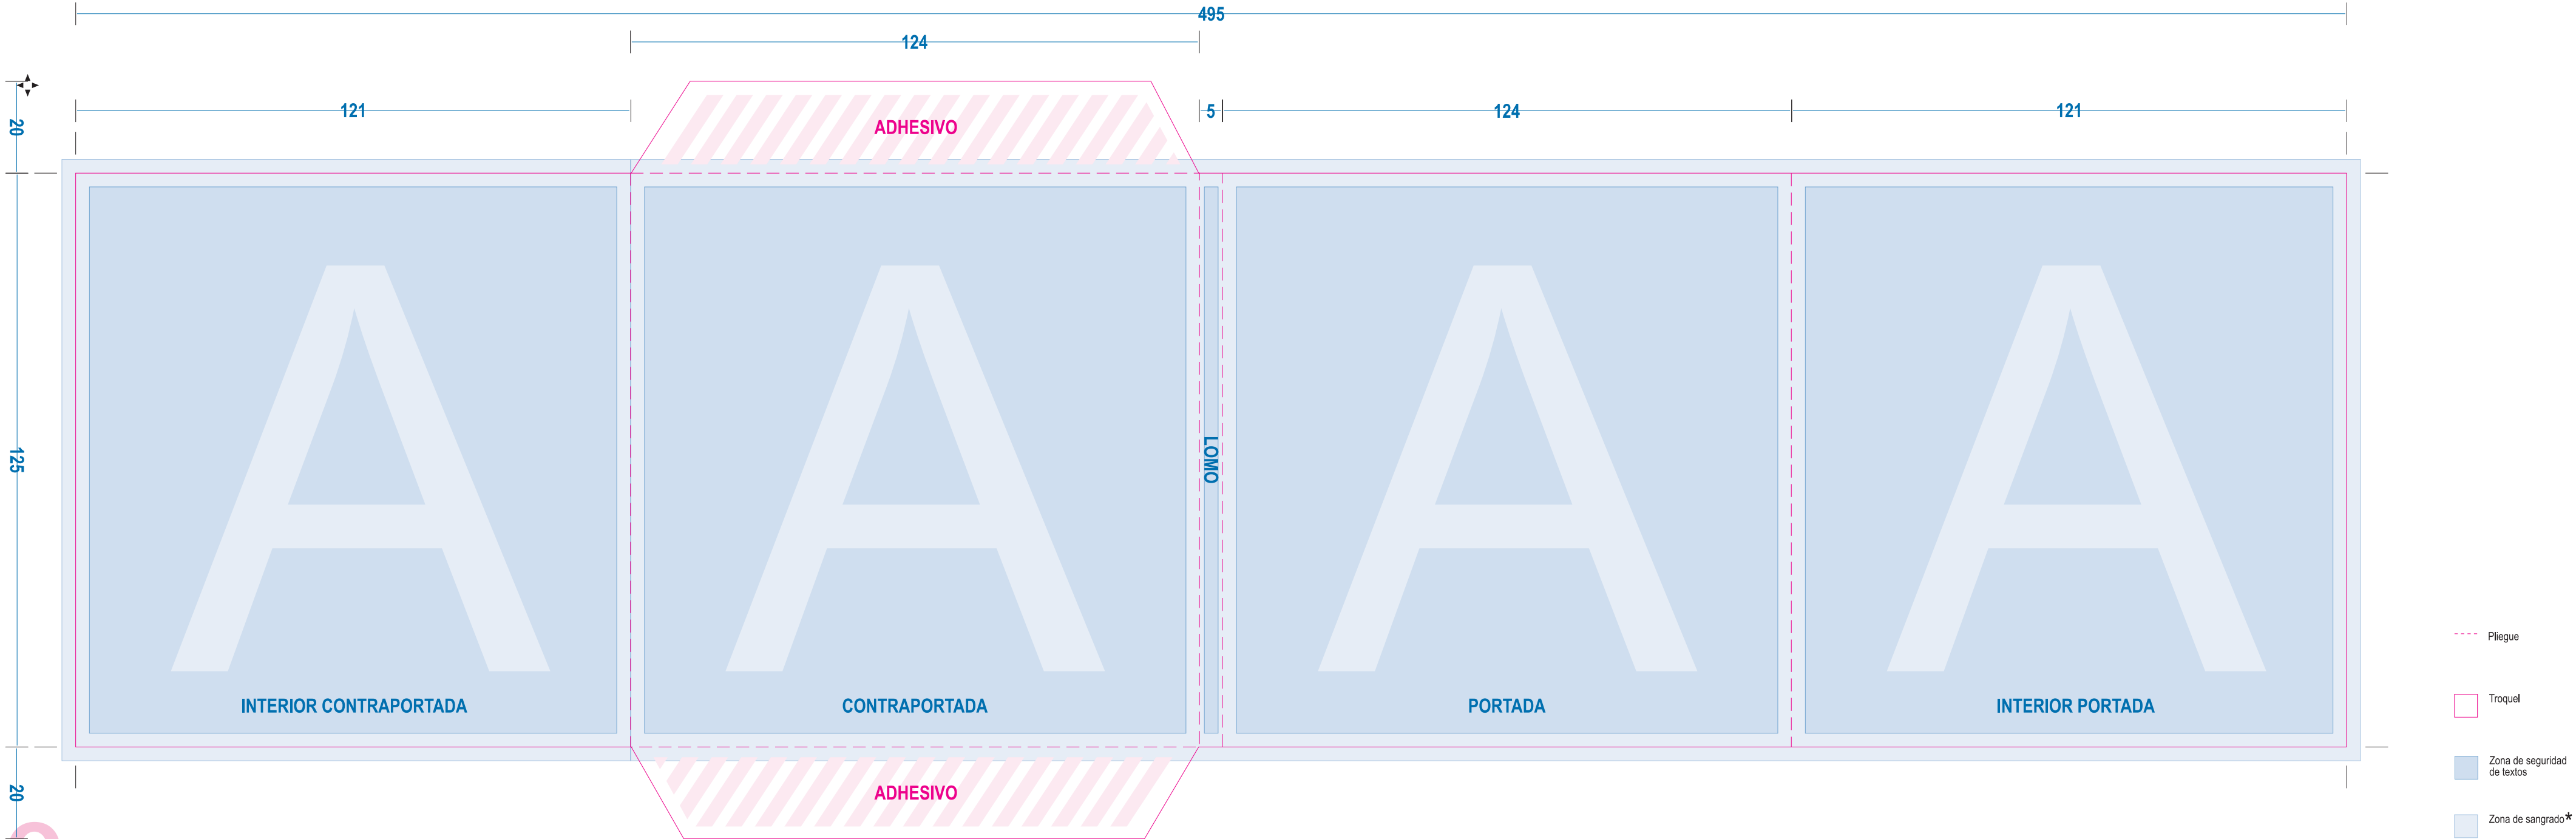 495
124
121
ADHESIVO
5
124
121
20
125
20
A
A
A
A
LOMO
INTERIOR CONTRAPORTADA
CONTRAPORTADA
PORTADA
INTERIOR PORTADA
ADHESIVO
Pliegue
Troquel
Zona de seguridad
de textos
Zona de sangrado*